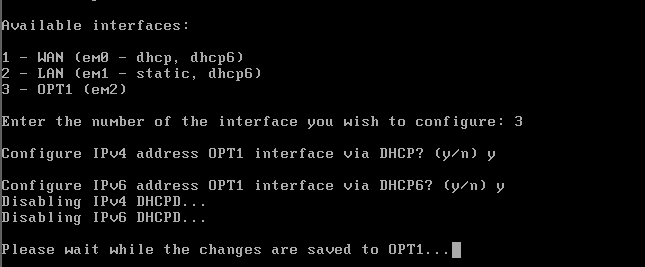 Available interfaces:
1 - WAN (em0 - dhcp, dhcp6)
2 - LAN (em1 - static, dhcp6)
3 - OPT1 (em2)
Enter the number of the interface you wish to configure: 3
Configure IPv4 address OPT1 interface via DHCP? (y/n) y
Configure IPv6 address OPT1 interface via DHCP6? (y/n) y
Disabling IPv4 DHCPD...
Disabling IPv6 DHCPD...
Please wait while the changes are saved to OPT1...